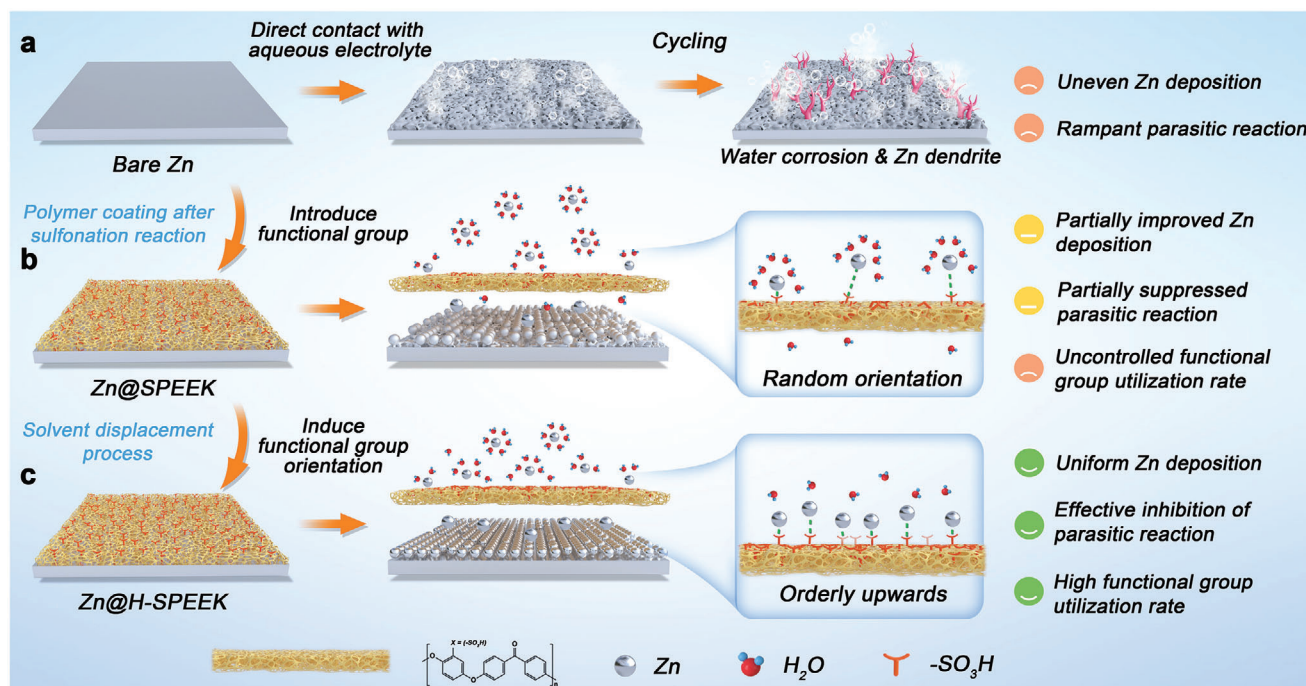 a
Direct contact with
aqueous electrolyte
Cycling
Bare Zn
Water corrosion & Zn dendrite
Uneven Zn deposition
Rampant parasitic reaction
Polymer coating after
sulfonation reaction
Introduce
functional group
b
Zn@SPEEK
Random orientation
Partially improved Zn
deposition
Partially suppressed
parasitic reaction
Uncontrolled functional
group utilization rate
Solvent displacement
process
Induce
functional group
orientation
c
Zn@H-SPEEK
Orderly upwards
Uniform Zn deposition
Effective inhibition of
parasitic reaction
High functional group
utilization rate
X = (-SO₃H)
O
O
O
n
Zn
H₂O
-SO₃H